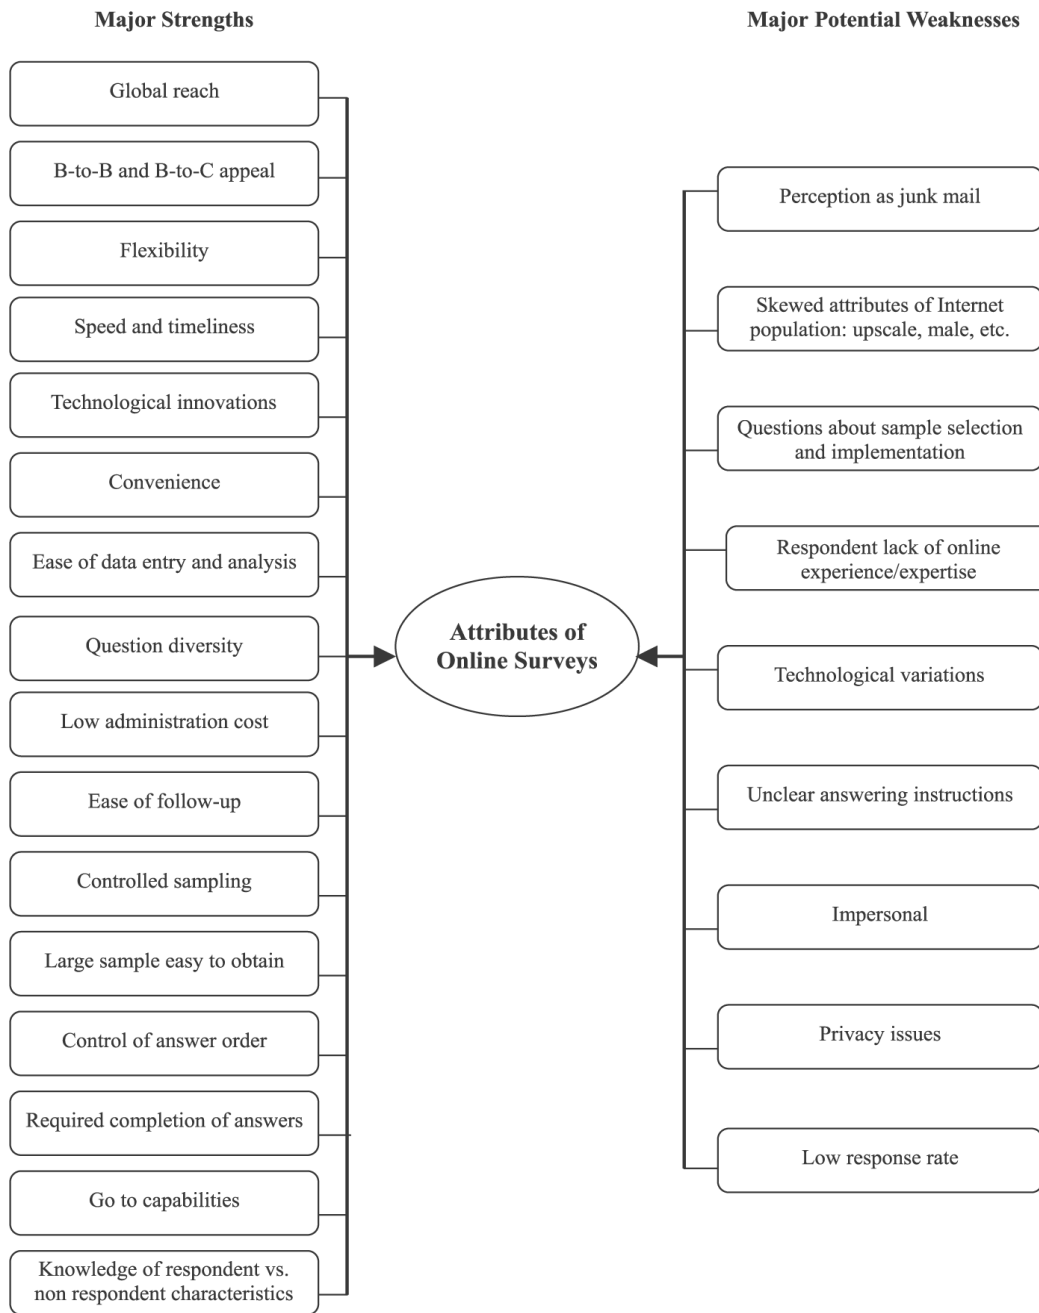 Major Strengths
Global reach
B-to-B and B-to-C appeal
Flexibility
Speed and timeliness
Technological innovations
Convenience
Ease of data entry and analysis
Question diversity
Low administration cost
Ease of follow-up
Controlled sampling
Large sample easy to obtain
Control of answer order
Required completion of answers
Go to capabilities
Knowledge of respondent vs.
non respondent characteristics
Attributes of
Online Surveys
Major Potential Weaknesses
Perception as junk mail
Skewed attributes of Internet
population: upscale, male, etc.
Questions about sample selection
and implementation
Respondent lack of online
experience/expertise
Technological variations
Unclear answering instructions
Impersonal
Privacy issues
Low response rate